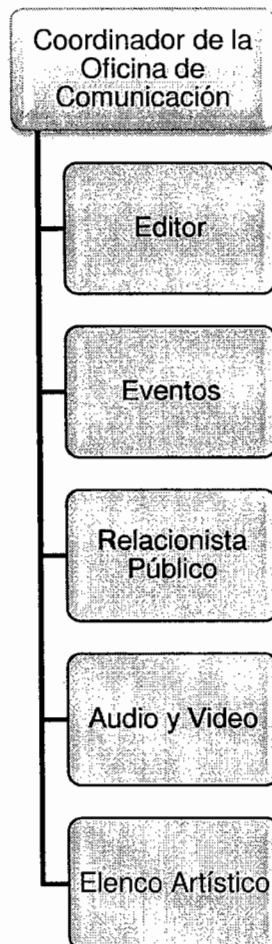 Coordinador de la
Oficina de
Comunicación
Editor
Eventos
Relacionista
Público
Audio y Video
Elenco Artístico